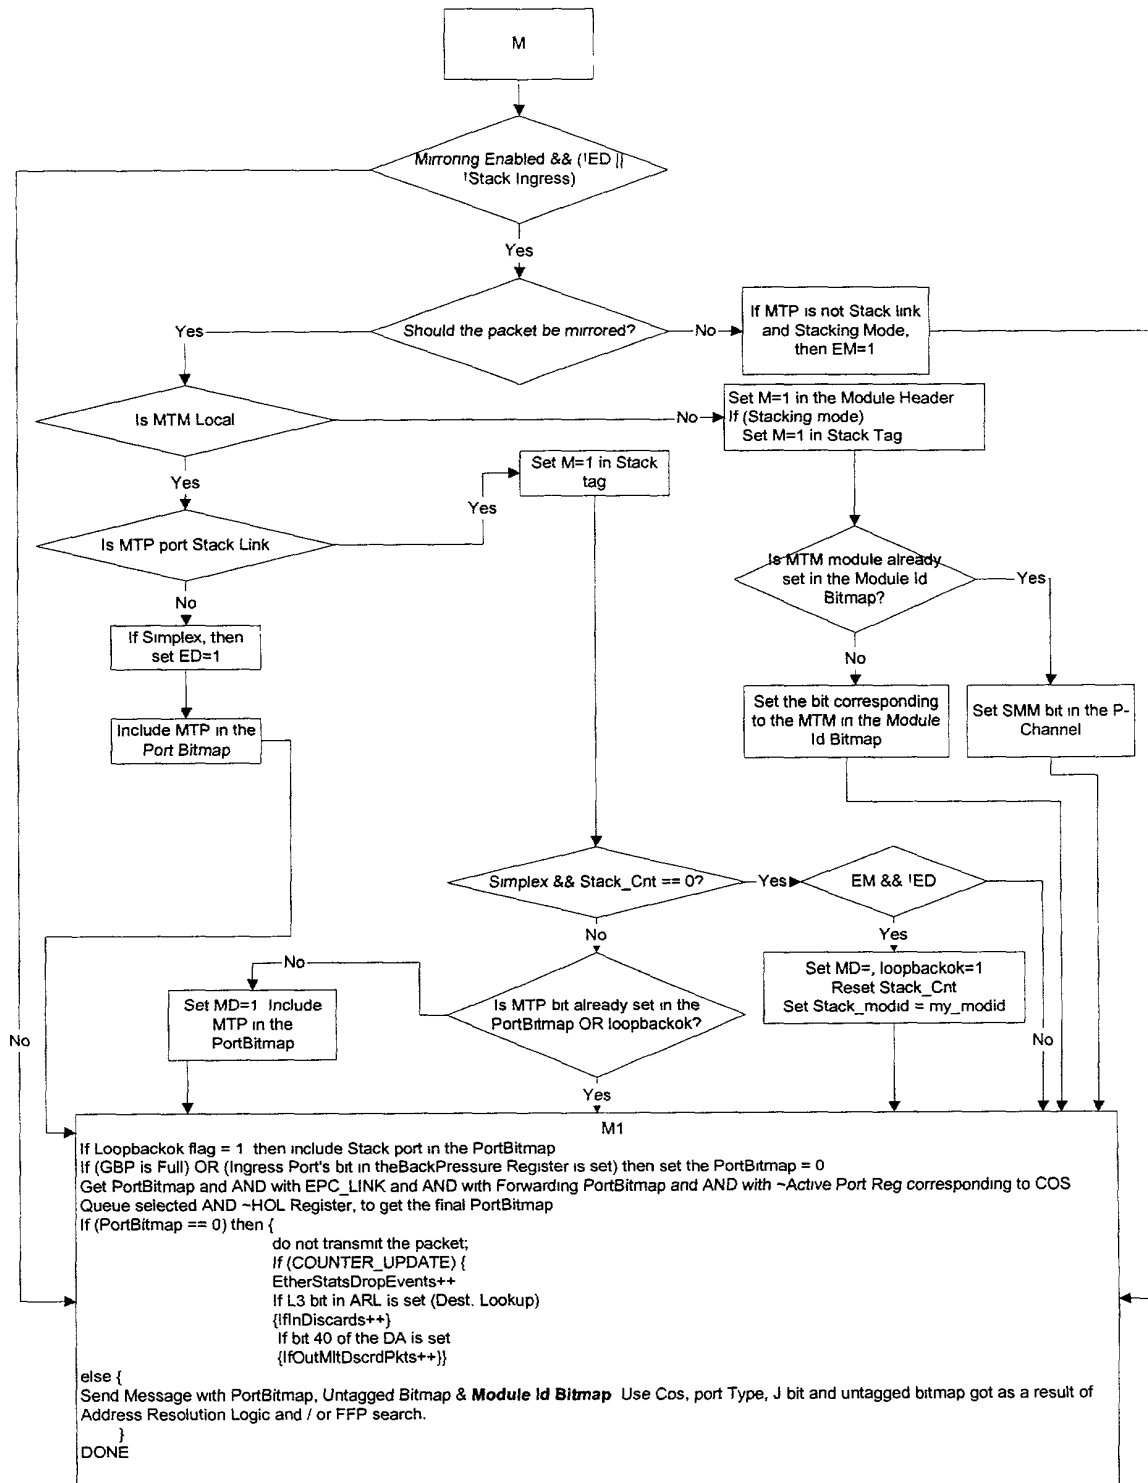 M
Mirroring Enabled && (!ED ||
!Stack Ingress)
Yes
Should the packet be mirrored?
Yes
No
If MTP is not Stack link
and Stacking Mode,
then EM=1
Is MTM Local
No
Set M=1 in the Module Header
If (Stacking mode)
Set M=1 in Stack Tag
Yes
Set M=1 in Stack
tag
Yes
Is MTP port Stack Link
Is MTM module already
set in the Module Id
Bitmap?
Yes
No
If Simplex, then
set ED=1
No
Include MTP in the
Port Bitmap
Set the bit corresponding
to the MTM in the Module
Id Bitmap
Set SMM bit in the P-
Channel
Simplex && Stack_Cnt == 0?
Yes
EM && !ED
No
Yes
No
Set MD=1 Include
MTP in the
PortBitmap
Is MTP bit already set in the
PortBitmap OR loopbackok?
Set MD=, loopbackok=1
Reset Stack_Cnt
Set Stack_modid = my_modid
No
No
Yes
M1
If Loopbackok flag = 1 then include Stack port in the PortBitmap
If (GBP is Full) OR (Ingress Port's bit in theBackPressure Register is set) then set the PortBitmap = 0
Get PortBitmap and AND with EPC_LINK and AND with Forwarding PortBitmap and AND with ~Active Port Reg corresponding to COS
Queue selected AND ~HOL Register, to get the final PortBitmap
If (PortBitmap == 0) then {
do not transmit the packet;
If (COUNTER_UPDATE) {
EtherStatsDropEvents++
If L3 bit in ARL is set (Dest. Lookup)
{IfInDiscards++}
If bit 40 of the DA is set
{IfOutMltDscrdPkts++}}
else {
Send Message with PortBitmap, Untagged Bitmap & Module Id Bitmap Use Cos, port Type, J bit and untagged bitmap got as a result of
Address Resolution Logic and / or FFP search.
}
DONE